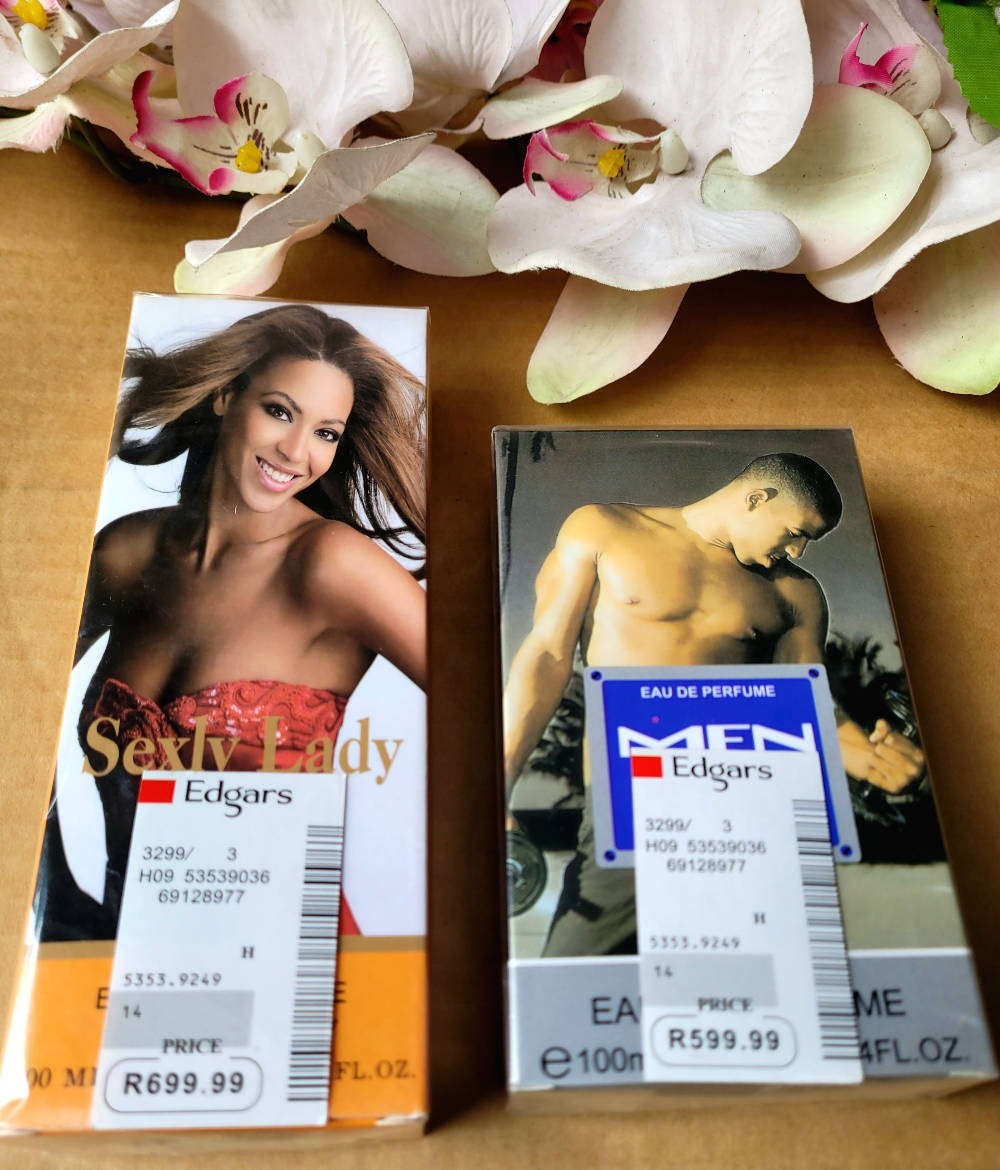 Sexly Lady
Edgars
3299/ 3
H09 53539036
69128977
H
5353.9249
14
PRICE
R699.99
FL.OZ.
EAU DE PERFUME
MEN
Edgars
3299/ 3
H09 53539036
69128977
H
5353.9249
14
PRICE
R599.99
EA
ME
e100m
4FL.OZ.